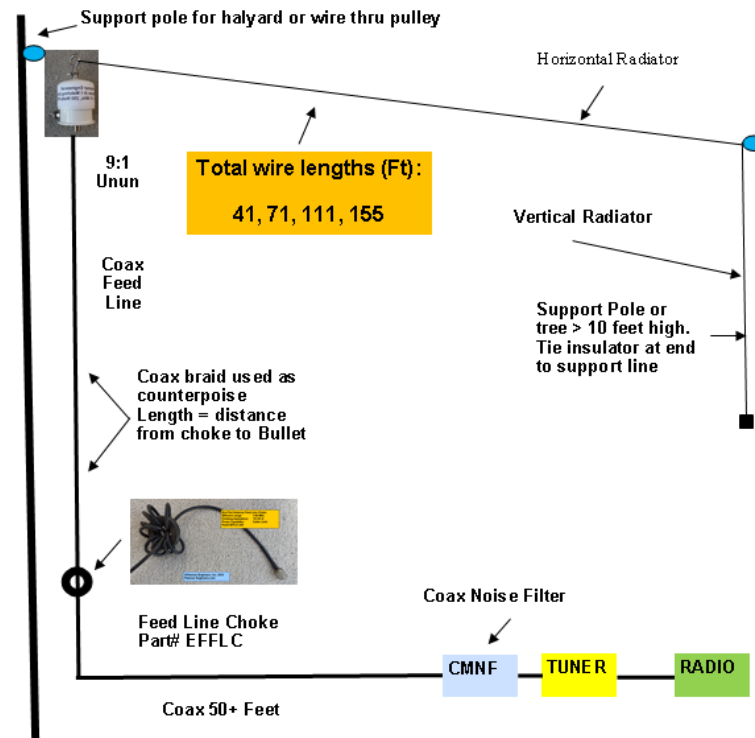 Support pole for halyard or wire thru pulley
Horizontal Radiator
9:1
Unun
Total wire lengths (Ft):
41, 71, 111, 155
Vertical Radiator
Coax
Feed
Line
Support Pole or
tree > 10 feet high.
Tie insulator at end
to support line
Coax braid used as
counterpoise
Length = distance
from choke to Bullet
Feed Line Choke
Part# EFFLC
Coax Noise Filter
CMNF
TUNER
RADIO
Coax 50+ Feet